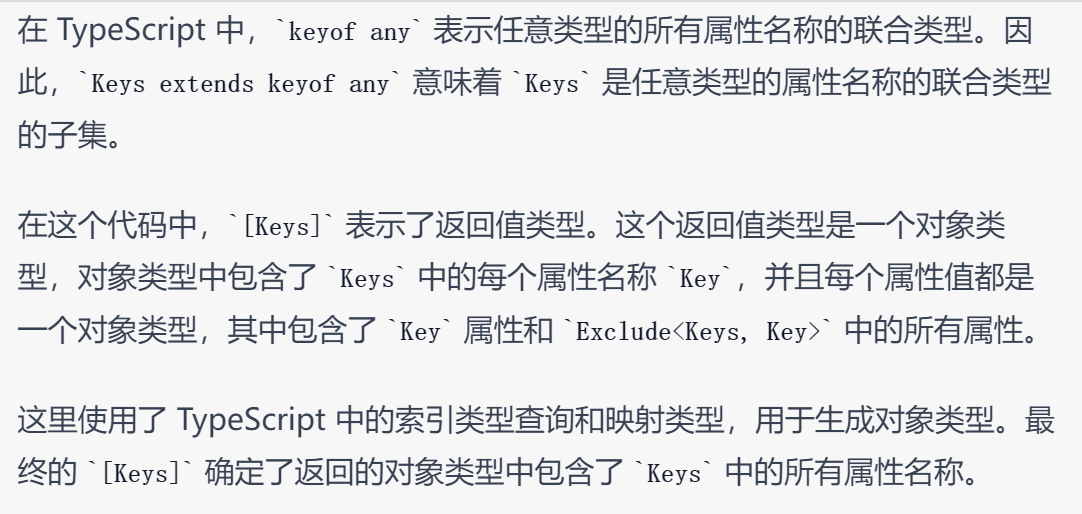 在 TypeScript 中，`keyof any` 表示任意类型的所有属性名称的联合类型。因
此，`Keys extends keyof any` 意味着 `Keys` 是任意类型的属性名称的联合类型
的子集。
在这个代码中，`[Keys]` 表示了返回值类型。这个返回值类型是一个对象类
型，对象类型中包含了 `Keys` 中的每个属性名称 `Key`，并且每个属性值都是
一个对象类型，其中包含了 `Key` 属性和 `Exclude<Keys, Key>` 中的所有属性。
这里使用了 TypeScript 中的索引类型查询和映射类型，用于生成对象类型。最
终的 `[Keys]` 确定了返回的对象类型中包含了 `Keys` 中的所有属性名称。